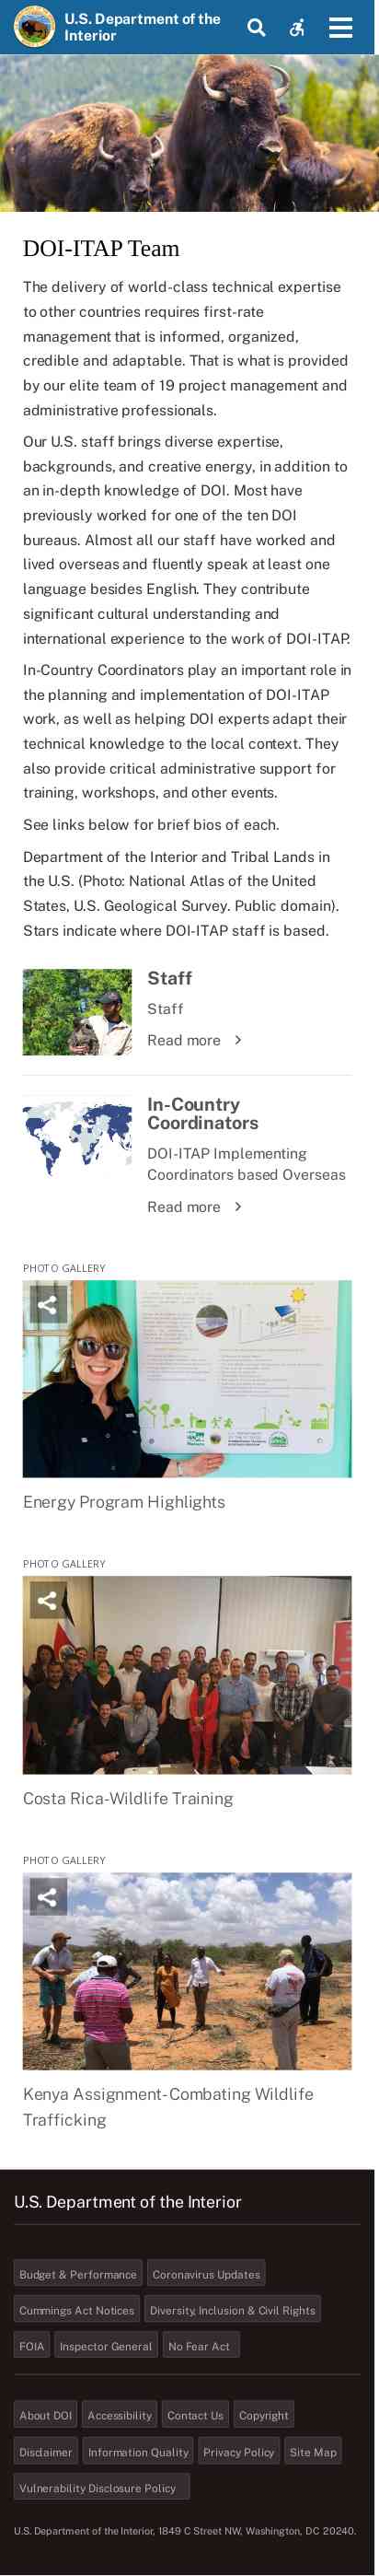 U.S. Department of the
Interior
DOI-ITAP Team
The delivery of world-class technical expertise
to other countries requires first-rate
management that is informed, organized,
credible and adaptable. That is what is provided
by our elite team of 19 project management and
administrative professionals.
Our U.S. staff brings diverse expertise,
backgrounds, and creative energy, in addition to
an in-depth knowledge of DOI. Most have
previously worked for one of the ten DOI
bureaus. Almost all our staff have worked and
lived overseas and fluently speak at least one
language besides English. They contribute
significant cultural understanding and
international experience to the work of DOI-ITAP.
In-Country Coordinators play an important role in
the planning and implementation of DOI-ITAP
work, as well as helping DOI experts adapt their
technical knowledge to the local context. They
also provide critical administrative support for
training, workshops, and other events.
See links below for brief bios of each.
Department of the Interior and Tribal Lands in
the U.S. (Photo: National Atlas of the United
States, U.S. Geological Survey. Public domain).
Stars indicate where DOI-ITAP staff is based.
Staff
Staff
Read more
In-Country
Coordinators
DOI-ITAP Implementing
Coordinators based Overseas
Read more
PHOTO GALLERY
Energy Program Highlights
PHOTO GALLERY
Costa Rica-Wildlife Training
PHOTO GALLERY
Kenya Assignment-Combating Wildlife
Trafficking
U.S. Department of the Interior
Budget & Performance Coronavirus Updates
Cummings Act Notices Diversity, Inclusion & Civil Rights
FOIA Inspector General No Fear Act
About DOI Accessibility Contact Us Copyright
Disclaimer Information Quality Privacy Policy Site Map
Vulnerability Disclosure Policy
U.S. Department of the Interior, 1849 C Street NW, Washington, DC 20240.